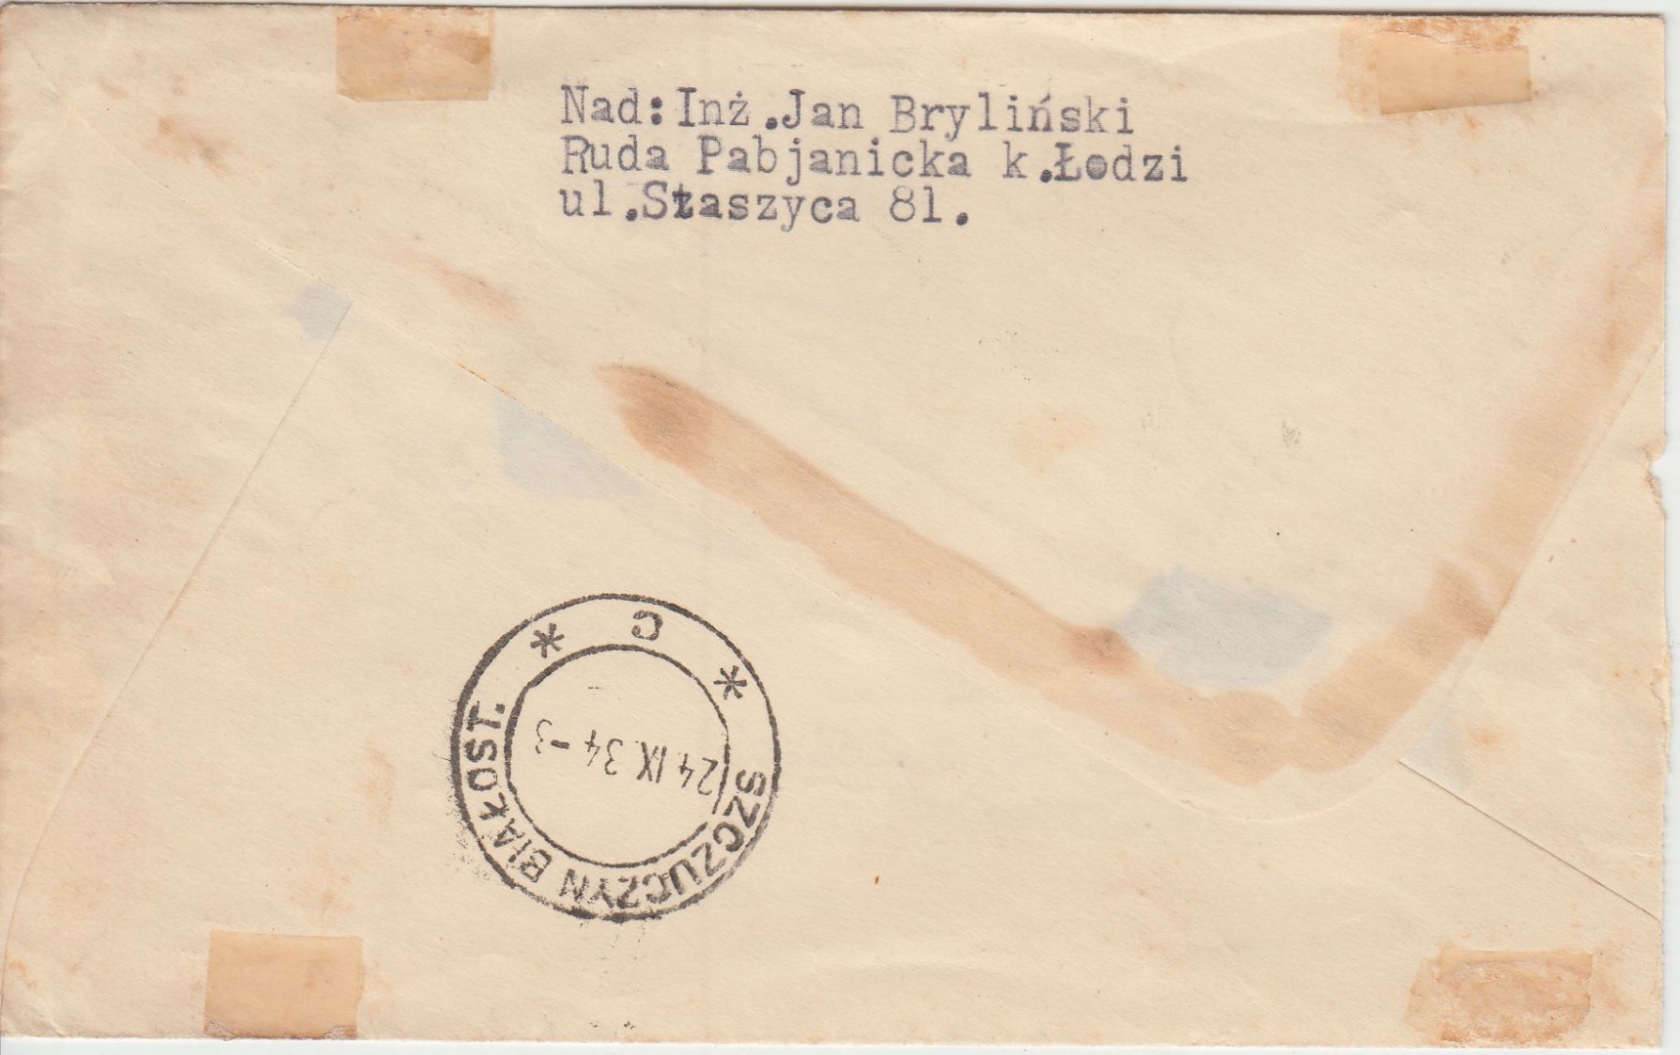 Nad: Inż. Jan Bryliński
Ruda Pabjanicka k. Łodzi
ul. Staszyca 81.
SZCZUCZYN BIAŁOST.
* C *
24 IX 34 -3